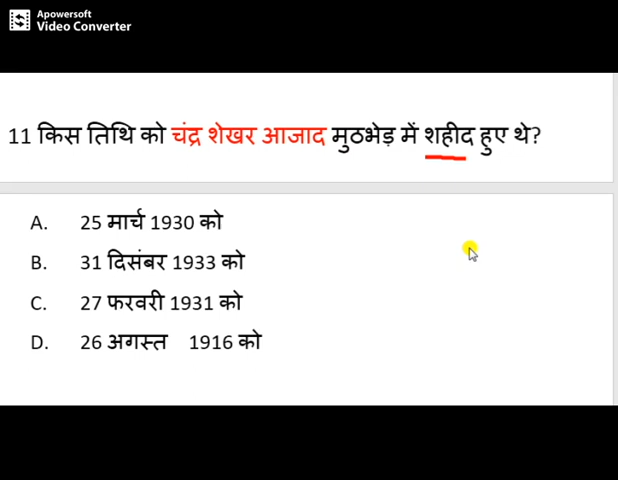 Apowersoft
Video Converter
11 किस तिथि को चंद्र शेखर आजाद मुठभेड़ में शहीद हुए थे?
A. 25 मार्च 1930 को
B. 31 दिसंबर 1933 को
C. 27 फरवरी 1931 को
D. 26 अगस्त 1916 को